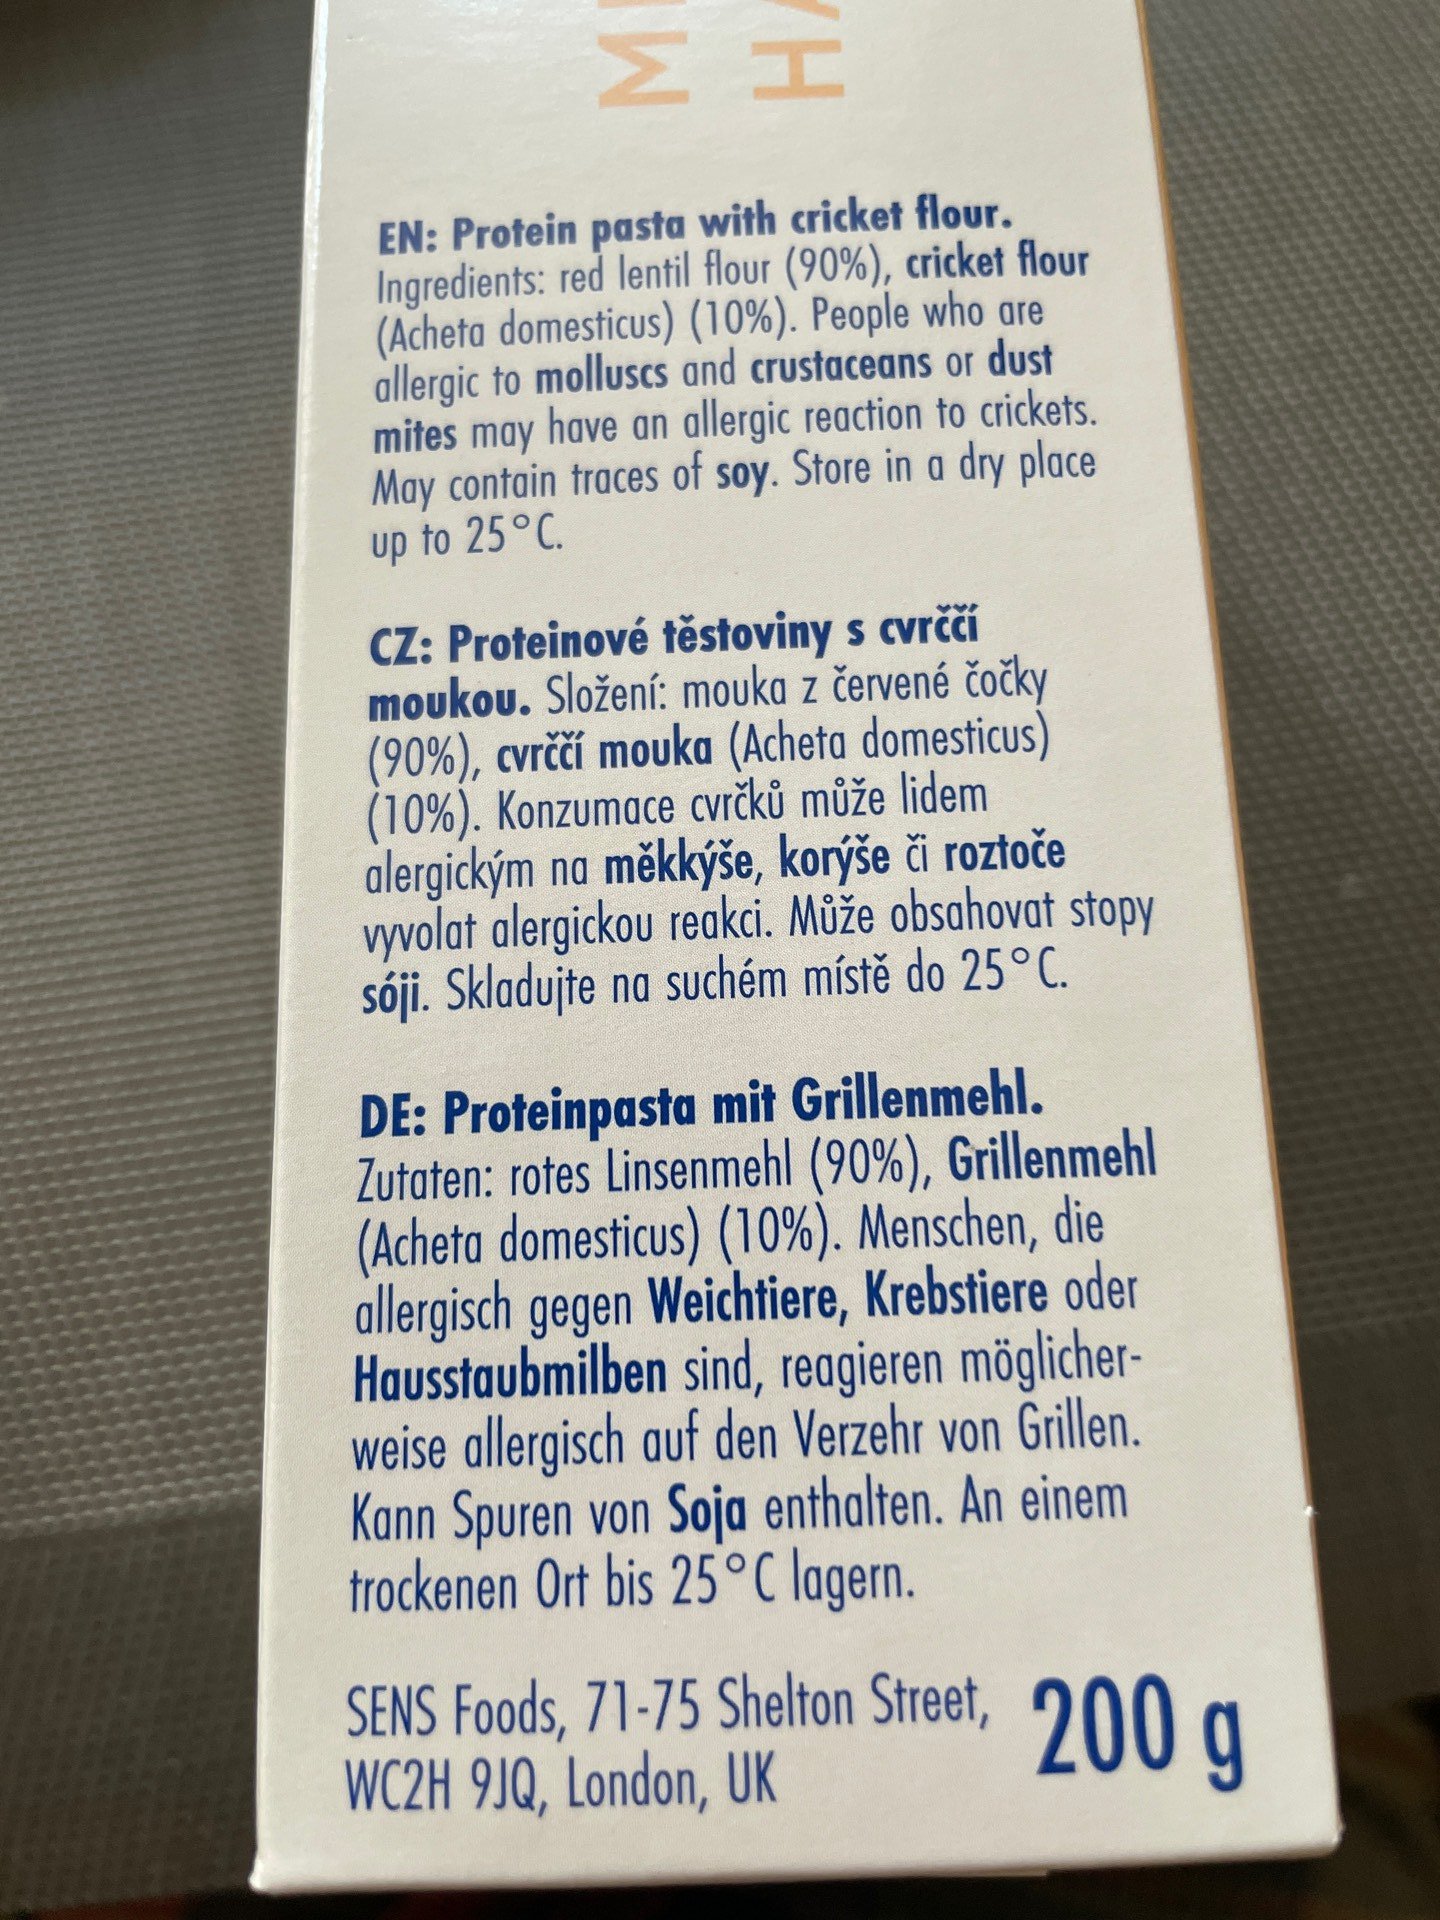 EN: Protein pasta with cricket flour.
Ingredients: red lentil flour (90%), cricket flour
(Acheta domesticus) (10%). People who are
allergic to molluscs and crustaceans or dust
mites may have an allergic reaction to crickets.
May contain traces of soy. Store in a dry place
up to 25°C.
CZ: Proteinové těstoviny s cvrččí
moukou. Složení: mouka z červené čočky
(90%), cvrččí mouka (Acheta domesticus)
(10%). Konzumace cvrčků může lidem
alergickým na měkkýše, korýše či roztoče
vyvolat alergickou reakci. Může obsahovat stopy
sóji. Skladujte na suchém místě do 25°C.
DE: Proteinpasta mit Grillenmehl.
Zutaten: rotes Linsenmehl (90%), Grillenmehl
(Acheta domesticus) (10%). Menschen, die
allergisch gegen Weichtiere, Krebstiere oder
Hausstaubmilben sind, reagieren möglicher-
weise allergisch auf den Verzehr von Grillen.
Kann Spuren von Soja enthalten. An einem
trockenen Ort bis 25°C lagern.
SENS Foods, 71-75 Shelton Street,
WC2H 9JQ, London, UK
200 g